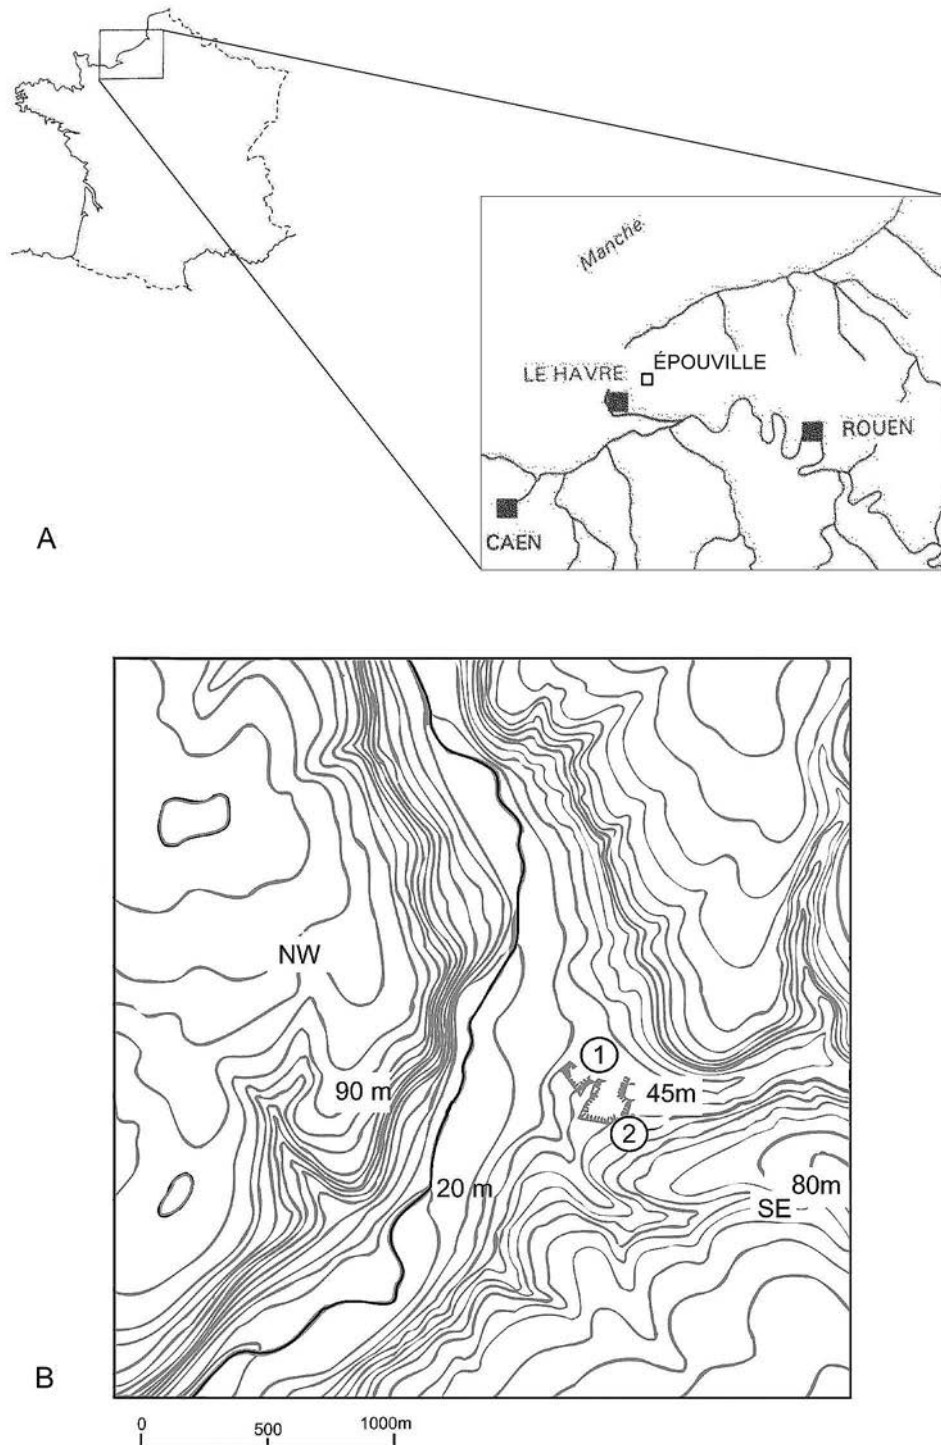 Manche
ÉPOUVILLE
LE HAVRE
ROUEN
CAEN
A
NW
1
90 m
45m
2
20 m
80m
SE
B
0 500 1000m